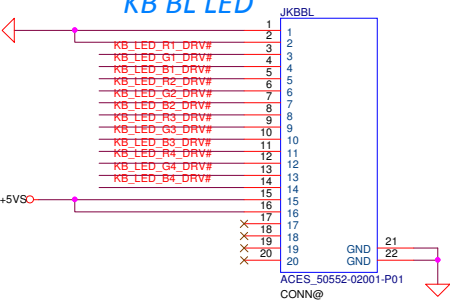 KB BL LED
JKBBL
1 1
2 2
KB_LED_R1_DRV# 3 3
KB_LED_G1_DRV# 4 4
KB_LED_B1_DRV# 5 5
KB_LED_R2_DRV# 6 6
KB_LED_G2_DRV# 7 7
KB_LED_B2_DRV# 8 8
KB_LED_R3_DRV# 9 9
KB_LED_G3_DRV# 10 10
KB_LED_B3_DRV# 11 11
KB_LED_R4_DRV# 12 12
KB_LED_G4_DRV# 13 13
KB_LED_B4_DRV# 14 14
+5VS 15 15
16 16
17 17
18 18
19 19 GND 21
20 20 GND 22
ACES_50552-02001-P01
CONN@